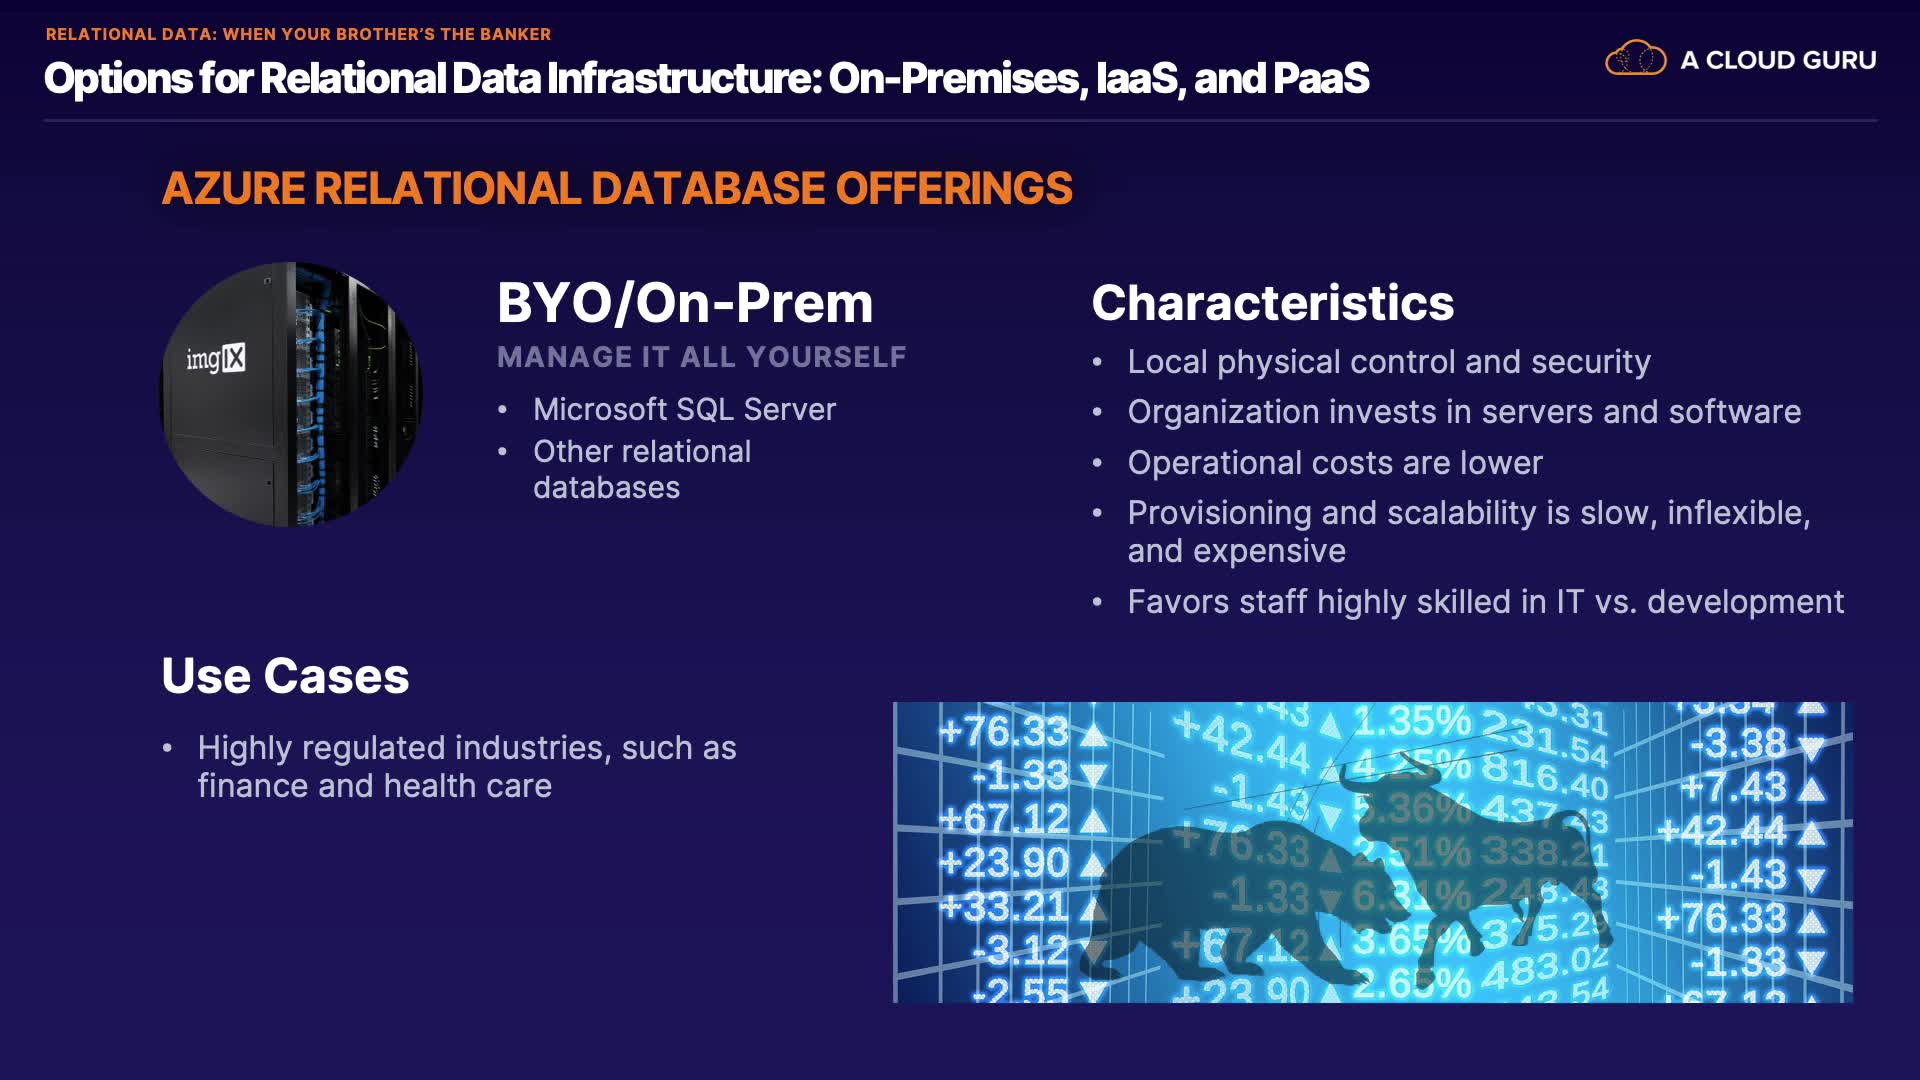 RELATIONAL DATA: WHEN YOUR BROTHER'S THE BANKER
Options for Relational Data Infrastructure: On-Premises, IaaS, and PaaS
A CLOUD GURU
AZURE RELATIONAL DATABASE OFFERINGS
imgIX
BYO/On-Prem
MANAGE IT ALL YOURSELF
• Microsoft SQL Server
• Other relational
databases
Characteristics
• Local physical control and security
• Organization invests in servers and software
• Operational costs are lower
• Provisioning and scalability is slow, inflexible,
and expensive
• Favors staff highly skilled in IT vs. development
Use Cases
• Highly regulated industries, such as
finance and health care
+76.33 ▲
-1.33 ▼
+67.12 ▲
+23.90 ▲
+33.21 ▲
-3.12 ▼
-2.55 ▼
+42.44 ▲
-1.43 ▼
+76.33 ▲
-1.33 ▼
+67.12 ▲
+23.90 ▲
1.35%
4.25%
5.36%
2.51%
6.31%
3.65%
2.65%
231.54
816.40
437.43
338.21
248.43
375.29
483.02
-3.38 ▼
+7.43 ▲
+42.44 ▲
-1.43 ▼
+76.33 ▲
-1.33 ▼
+67.12